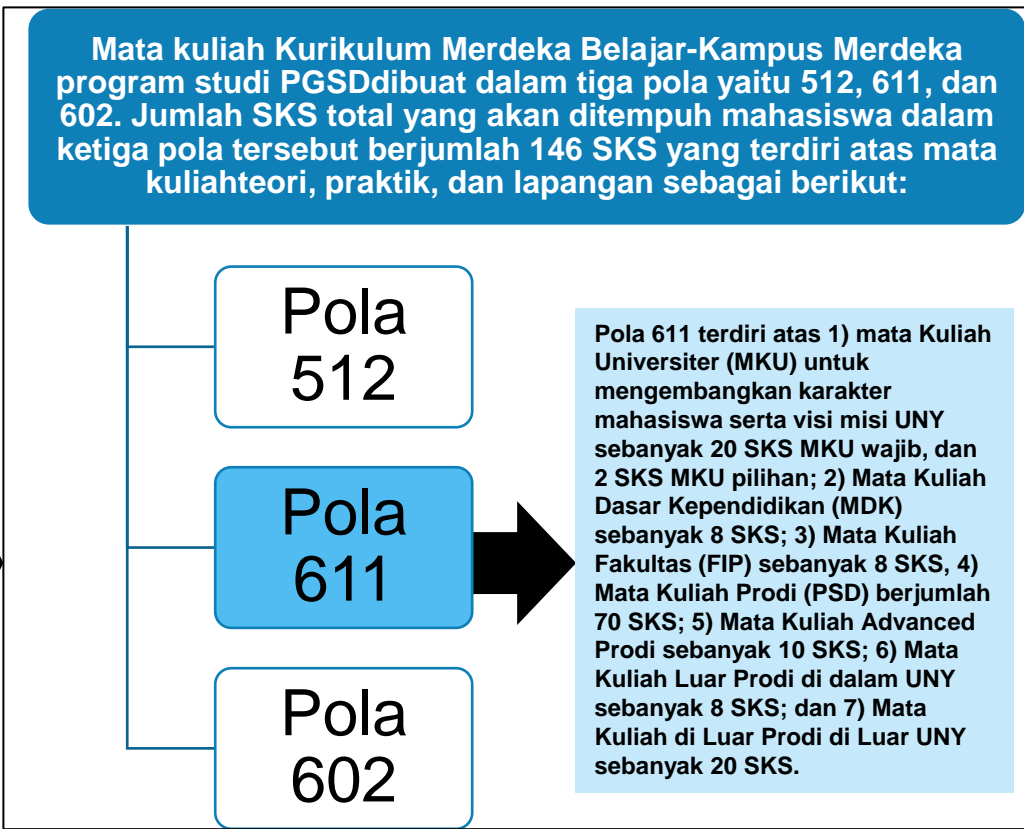 Mata kuliah Kurikulum Merdeka Belajar-Kampus Merdeka
program studi PGSDdibuat dalam tiga pola yaitu 512, 611, dan
602. Jumlah SKS total yang akan ditempuh mahasiswa dalam
ketiga pola tersebut berjumlah 146 SKS yang terdiri atas mata
kuliahteori, praktik, dan lapangan sebagai berikut:
Pola
512
Pola
611
Pola
602
Pola 611 terdiri atas 1) mata Kuliah
Universiter (MKU) untuk
mengembangkan karakter
mahasiswa serta visi misi UNY
sebanyak 20 SKS MKU wajib, dan
2 SKS MKU pilihan; 2) Mata Kuliah
Dasar Kependidikan (MDK)
sebanyak 8 SKS; 3) Mata Kuliah
Fakultas (FIP) sebanyak 8 SKS, 4)
Mata Kuliah Prodi (PSD) berjumlah
70 SKS; 5) Mata Kuliah Advanced
Prodi sebanyak 10 SKS; 6) Mata
Kuliah Luar Prodi di dalam UNY
sebanyak 8 SKS; dan 7) Mata
Kuliah di Luar Prodi di Luar UNY
sebanyak 20 SKS.